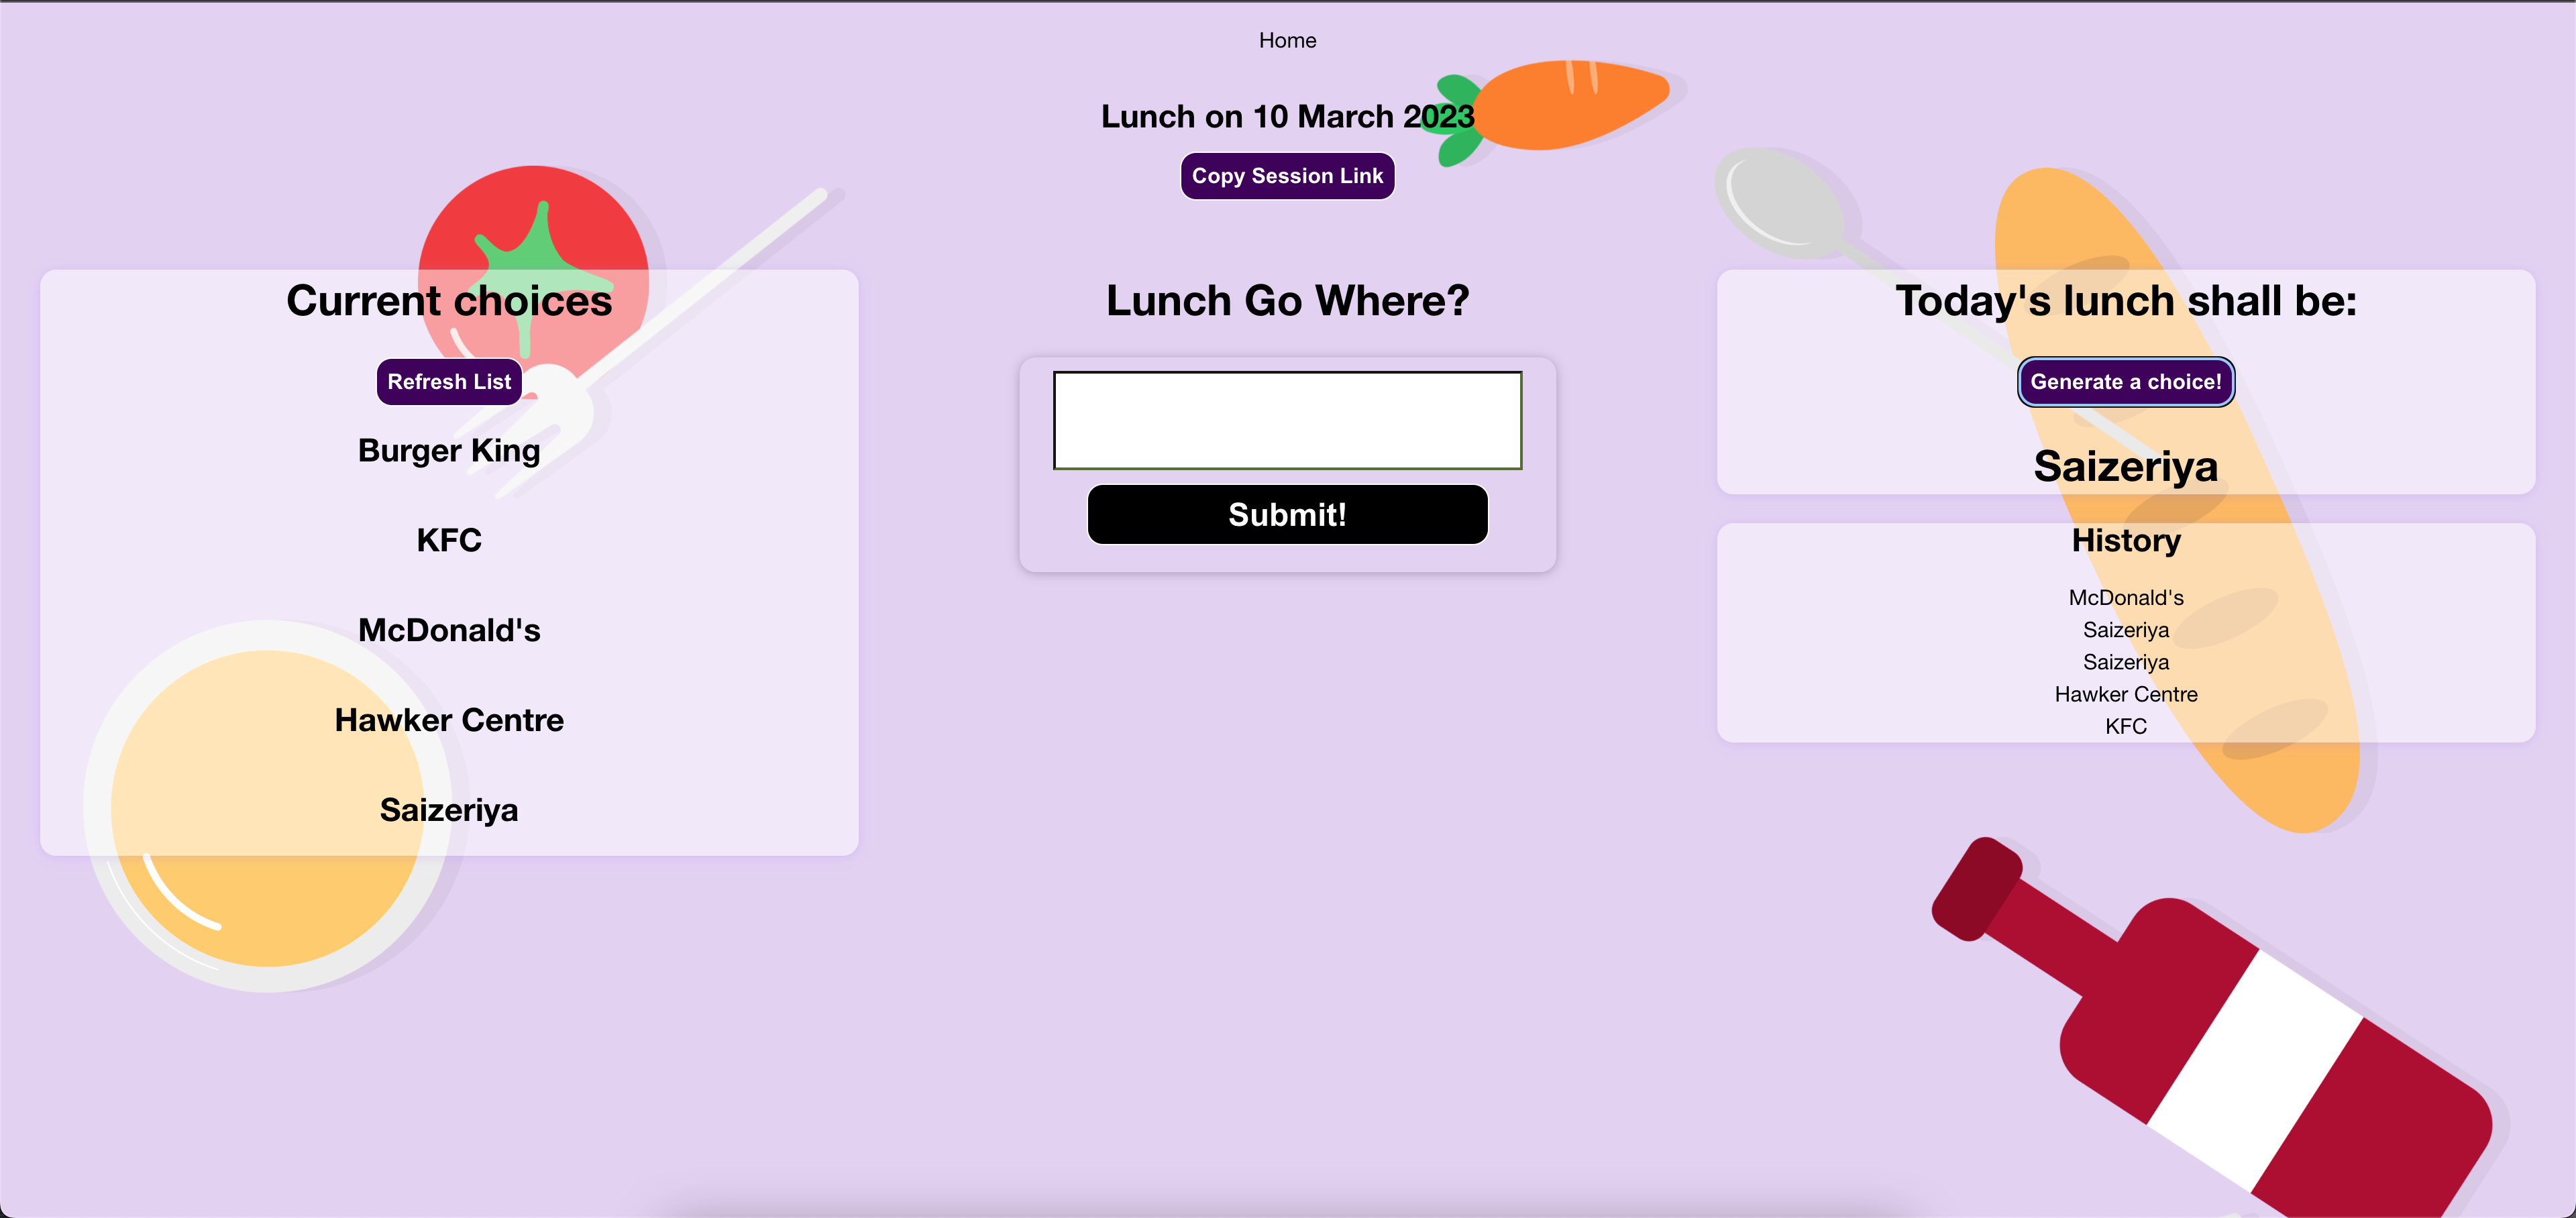 Home
Lunch on 10 March 2023
Copy Session Link
Current choices
Refresh List
Burger King
KFC
McDonald's
Hawker Centre
Saizeriya
Lunch Go Where?
Submit!
Today's lunch shall be:
Generate a choice!
Saizeriya
History
McDonald's
Saizeriya
Saizeriya
Hawker Centre
KFC